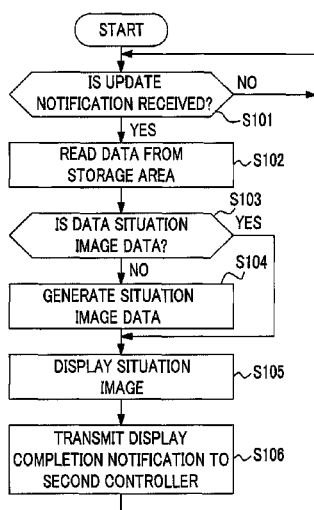 START
IS UPDATE
NOTIFICATION RECEIVED?
NO
S101
YES
READ DATA FROM
STORAGE AREA
S102
S103
IS DATA SITUATION
IMAGE DATA?
YES
NO
S104
GENERATE SITUATION
IMAGE DATA
DISPLAY SITUATION
IMAGE
S105
TRANSMIT DISPLAY
COMPLETION NOTIFICATION TO
SECOND CONTROLLER
S106